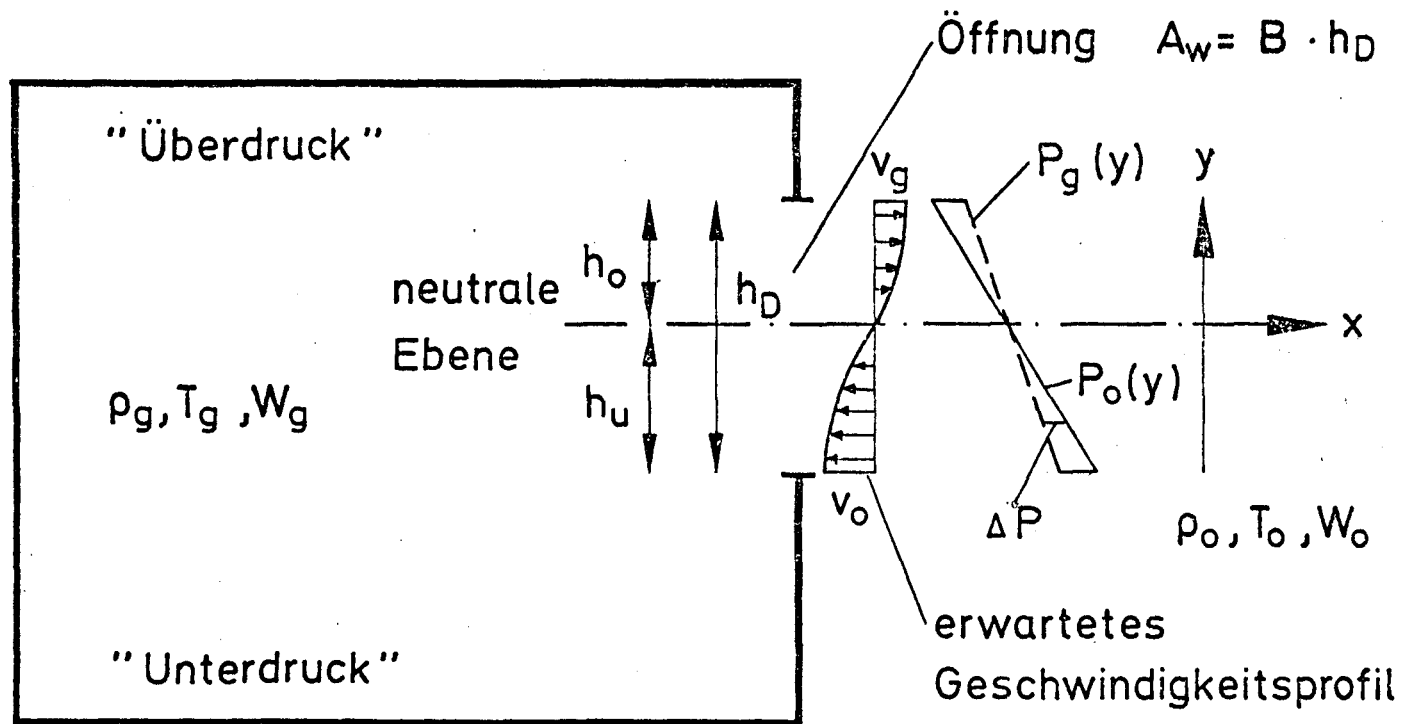 Öffnung A_W = B · h_D
"Überdruck"
v_g
P_g (y)
y
h_o
neutrale
h_D
x
Ebene
P_o(y)
ρ_g, T_g , W_g
h_u
v_o
ΔP
ρ_o, T_o , W_o
erwartetes
"Unterdruck"
Geschwindigkeitsprofil